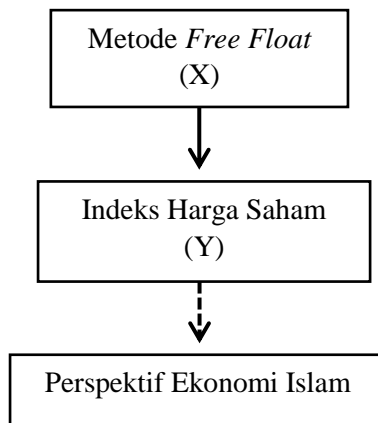 Metode Free Float
(X)
Indeks Harga Saham
(Y)
Perspektif Ekonomi Islam